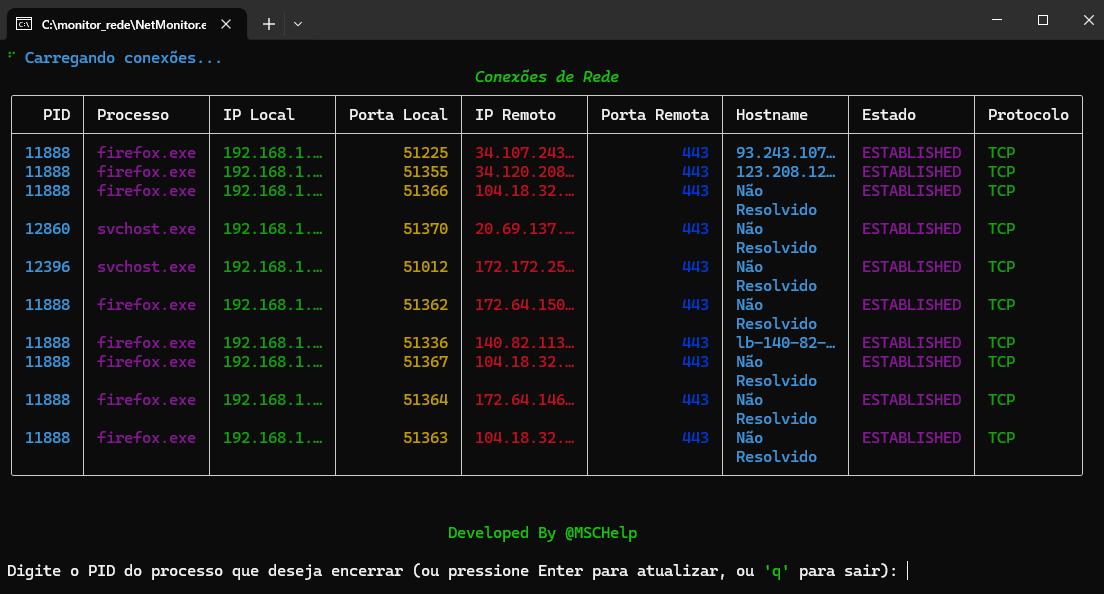 C:\monitor_rede\NetMonitor.e
Carregando conexões...
Conexões de Rede
PID Processo IP Local Porta Local IP Remoto Porta Remota Hostname Estado Protocolo
11888 firefox.exe 192.168.1.… 51225 34.107.243… 443 93.243.107… ESTABLISHED TCP
11888 firefox.exe 192.168.1.… 51355 34.120.208… 443 123.208.12… ESTABLISHED TCP
11888 firefox.exe 192.168.1.… 51366 104.18.32.… 443 Não ESTABLISHED TCP
Resolvido
12860 svchost.exe 192.168.1.… 51370 20.69.137.… 443 Não ESTABLISHED TCP
Resolvido
12396 svchost.exe 192.168.1.… 51012 172.172.25… 443 Não ESTABLISHED TCP
Resolvido
11888 firefox.exe 192.168.1.… 51362 172.64.150… 443 Não ESTABLISHED TCP
Resolvido
11888 firefox.exe 192.168.1.… 51336 140.82.113… 443 lb-140-82-… ESTABLISHED TCP
11888 firefox.exe 192.168.1.… 51367 104.18.32.… 443 Não ESTABLISHED TCP
Resolvido
11888 firefox.exe 192.168.1.… 51364 172.64.146… 443 Não ESTABLISHED TCP
Resolvido
11888 firefox.exe 192.168.1.… 51363 104.18.32.… 443 Não ESTABLISHED TCP
Resolvido
Developed By @MSCHelp
Digite o PID do processo que deseja encerrar (ou pressione Enter para atualizar, ou 'q' para sair):